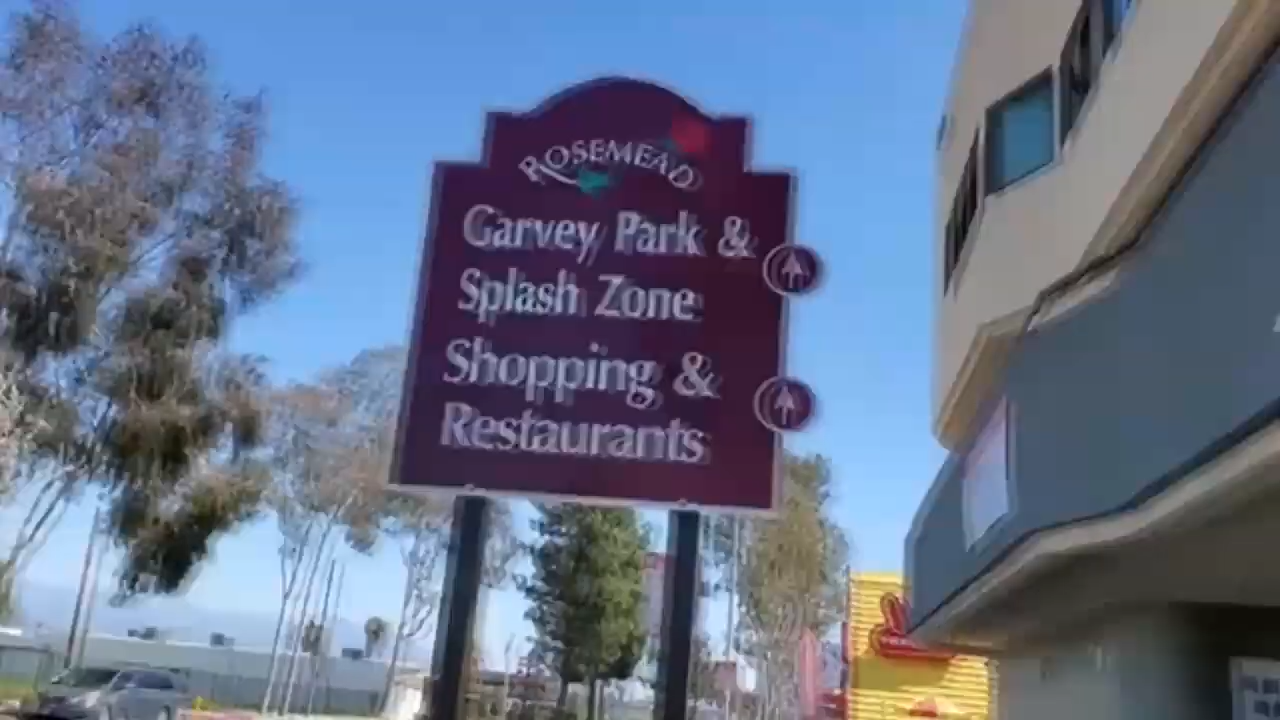 ROSEMEAD
Garvey Park &
Splash Zone
Shopping &
Restaurants